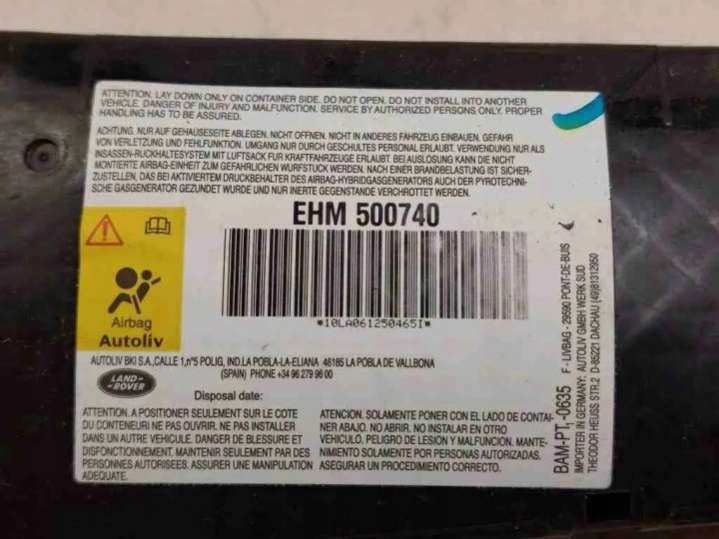 ATTENTION. LAY DOWN ONLY ON CONTAINER SIDE. DO NOT OPEN. DO NOT INSTALL INTO ANOTHER
VEHICLE. DANGER OF INJURY AND MALFUNCTION. SERVICE BY AUTHORIZED PERSONS ONLY. PROPER
HANDLING HAS TO BE ASSURED.
ACHTUNG. NUR AUF GEHAUSESEITE ABLEGEN. NICHT OFFNEN. NICHT IN ANDERES FAHRZEUG EINBAUEN. GEFAHR
VON VERLETZUNG UND FEHLFUNKTION. UMGANG NUR DURCH GESCHULTES PERSONAL ERLAUBT. VERWENDUNG NUR ALS
INSASSEN-RUCKHALTESYSTEM MIT LUFTSACK FUR KRAFTFAHRZEUGE ERLAUBT. BEI AUSLÖSUNG KANN DIE NICHT
MONTIERTE AIRBAG-EINHEIT ZUM GEFAHRLICHEN WURFSTUCK WERDEN. NACH EINER BRANDBELASTUNG IST SICHER-
ZUSTELLEN, DAS BEI AKTIVIERTEM DRUCKBEHALTER DES AIRBAG-HYBRIDGASGENERATORS AUCH DER PYROTECHNI-
SCHE GASGENERATOR GEZUNDET WURDE UND NUR INERTE GEGENSTANDE VERSCHROTTET WERDEN.
EHM 500740
*10LA061250465I*
Airbag
Autoliv
AUTOLIV BKI S.A.,CALLE 1,nº5 POLIG, IND.LA POBLA-LA-ELIANA 46185 LA POBLA DE VALLBONA
(SPAIN) PHONE +34 96 279 96 00
LAND-
-ROVER
Disposal date:
ATTENTION. A POSITIONER SEULEMENT SUR LE COTE
DU CONTENEURI NE PAS OUVRIR. NE PAS INSTALLER
DANS UN AUTRE VEHICULE. DANGER DE BLESSURE ET
DISFONCTIONNEMENT. MAINTENIR SEULEMENT PAR DES
PERSONNES AUTORISEES. ASSURER UNE MANIPULATION
ADEQUATE.
ATENCION. SOLAMENTE PONER CON EL LADO DE CONTAI-
NER ABAJO. NO ABRIR. NO INSTALAR EN OTRO
VEHICULO. PELIGRO DE LESION Y MALFUNCTION. MANTE-
NIMIENTO SOLAMENTE POR PERSONAS AUTORIZADAS.
ASEGURAR UN PROCEDIMIENTO CORRECTO.
BAM-PT₁-0635
F - LIVBAG - 29590 PONT-DE-BUIS
IMPORTER IN GERMANY: AUTOLIV GMBH WERK SUD
THEODOR HEUSS STR.2 D-85221 DACHAU (49)81312950